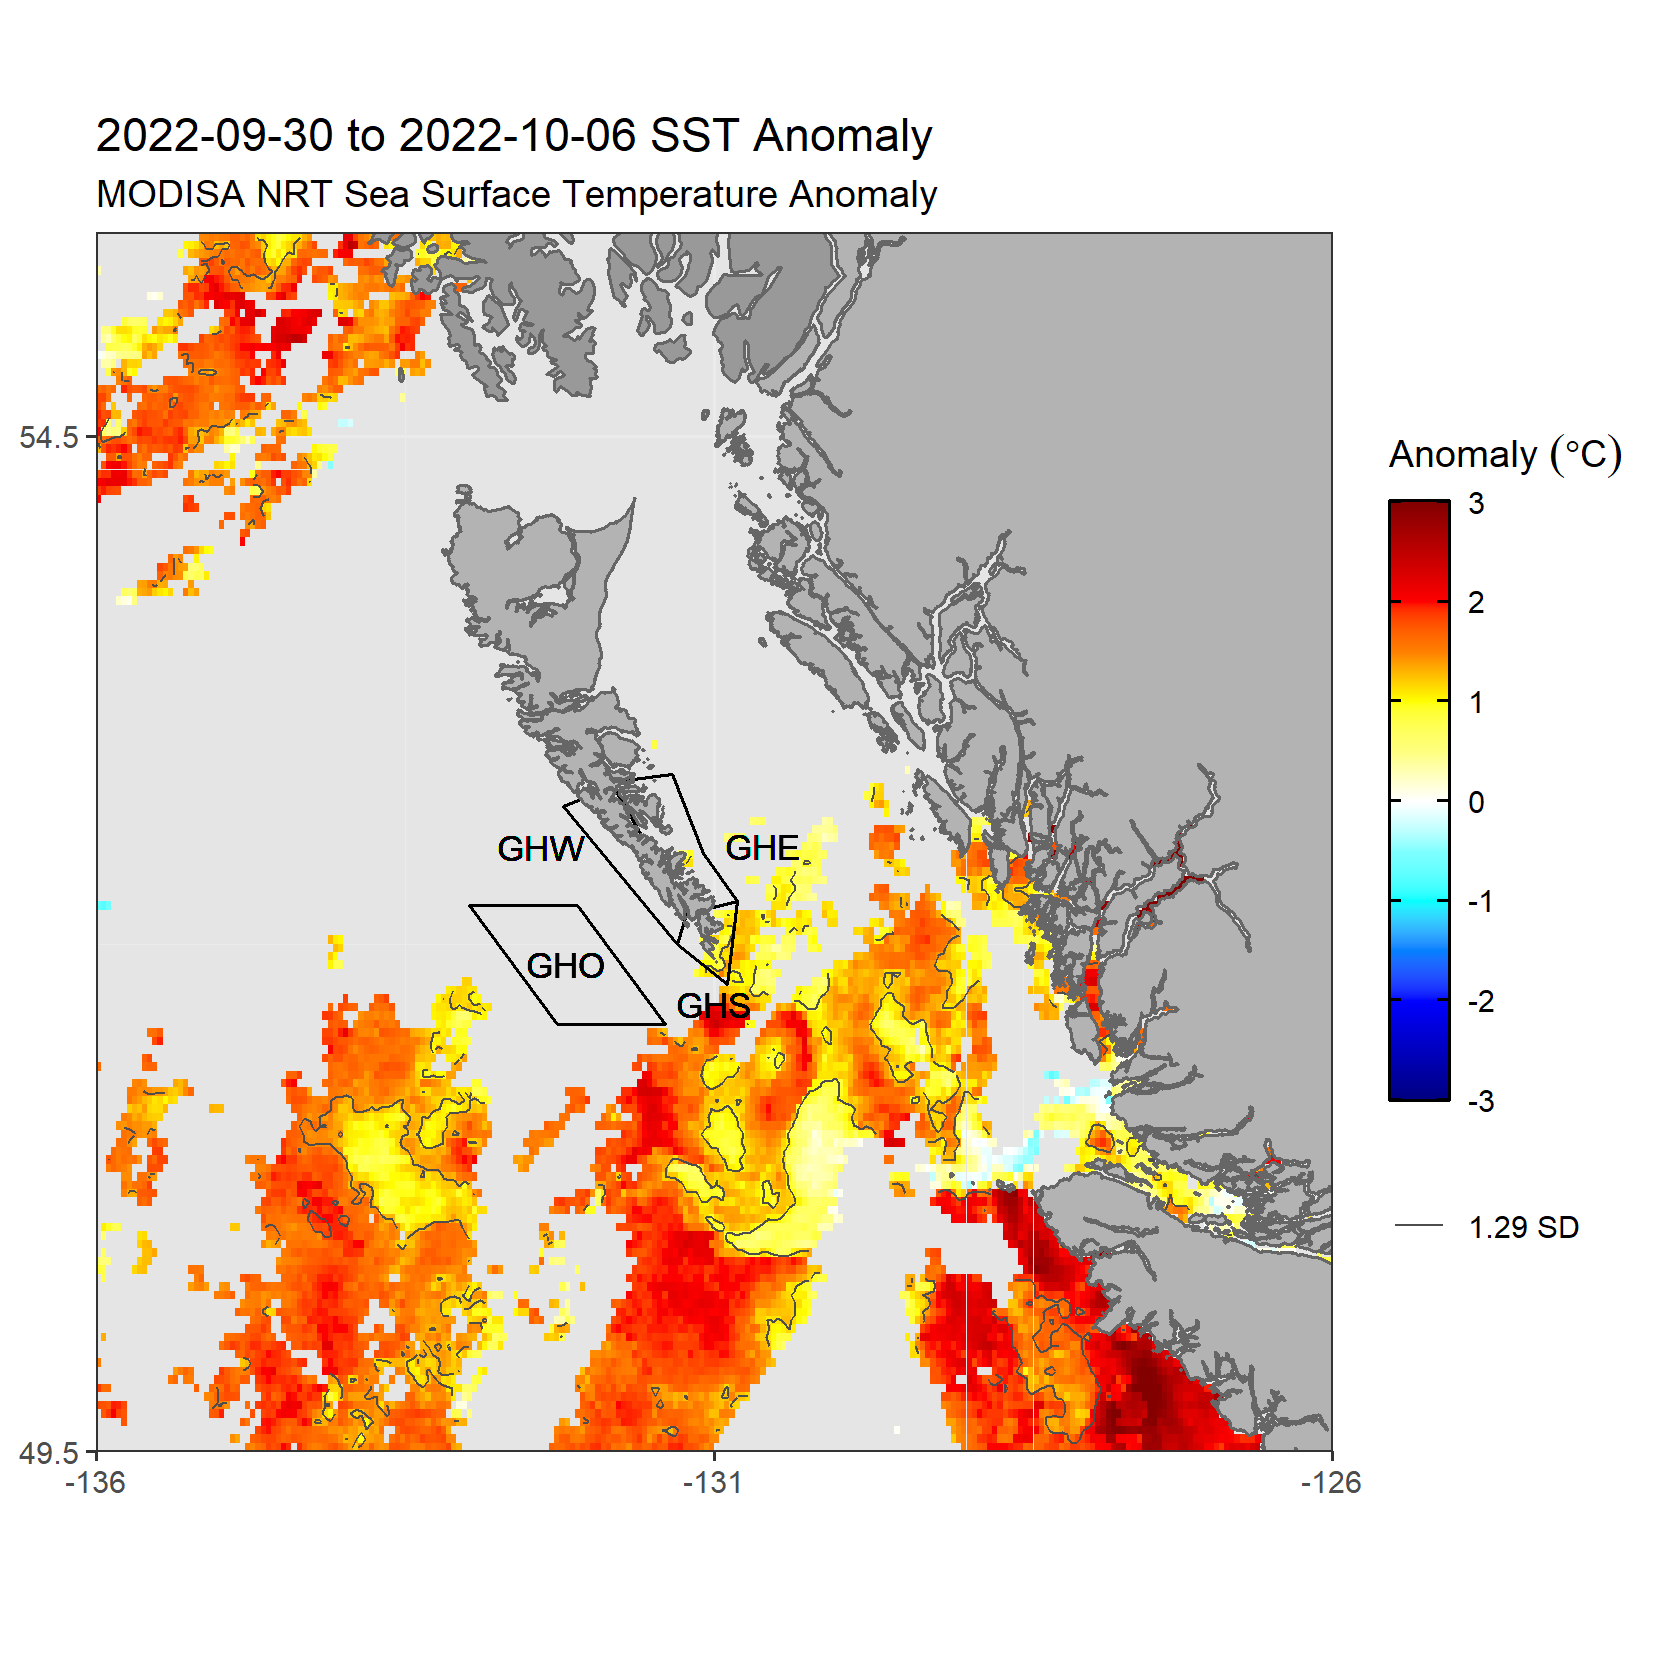 2022-09-30 to 2022-10-06 SST Anomaly
MODISA NRT Sea Surface Temperature Anomaly
54.5
49.5
-136
-131
-126
GHW
GHE
GHO
GHS
Anomaly (°C)
3
2
1
0
-1
-2
-3
1.29 SD